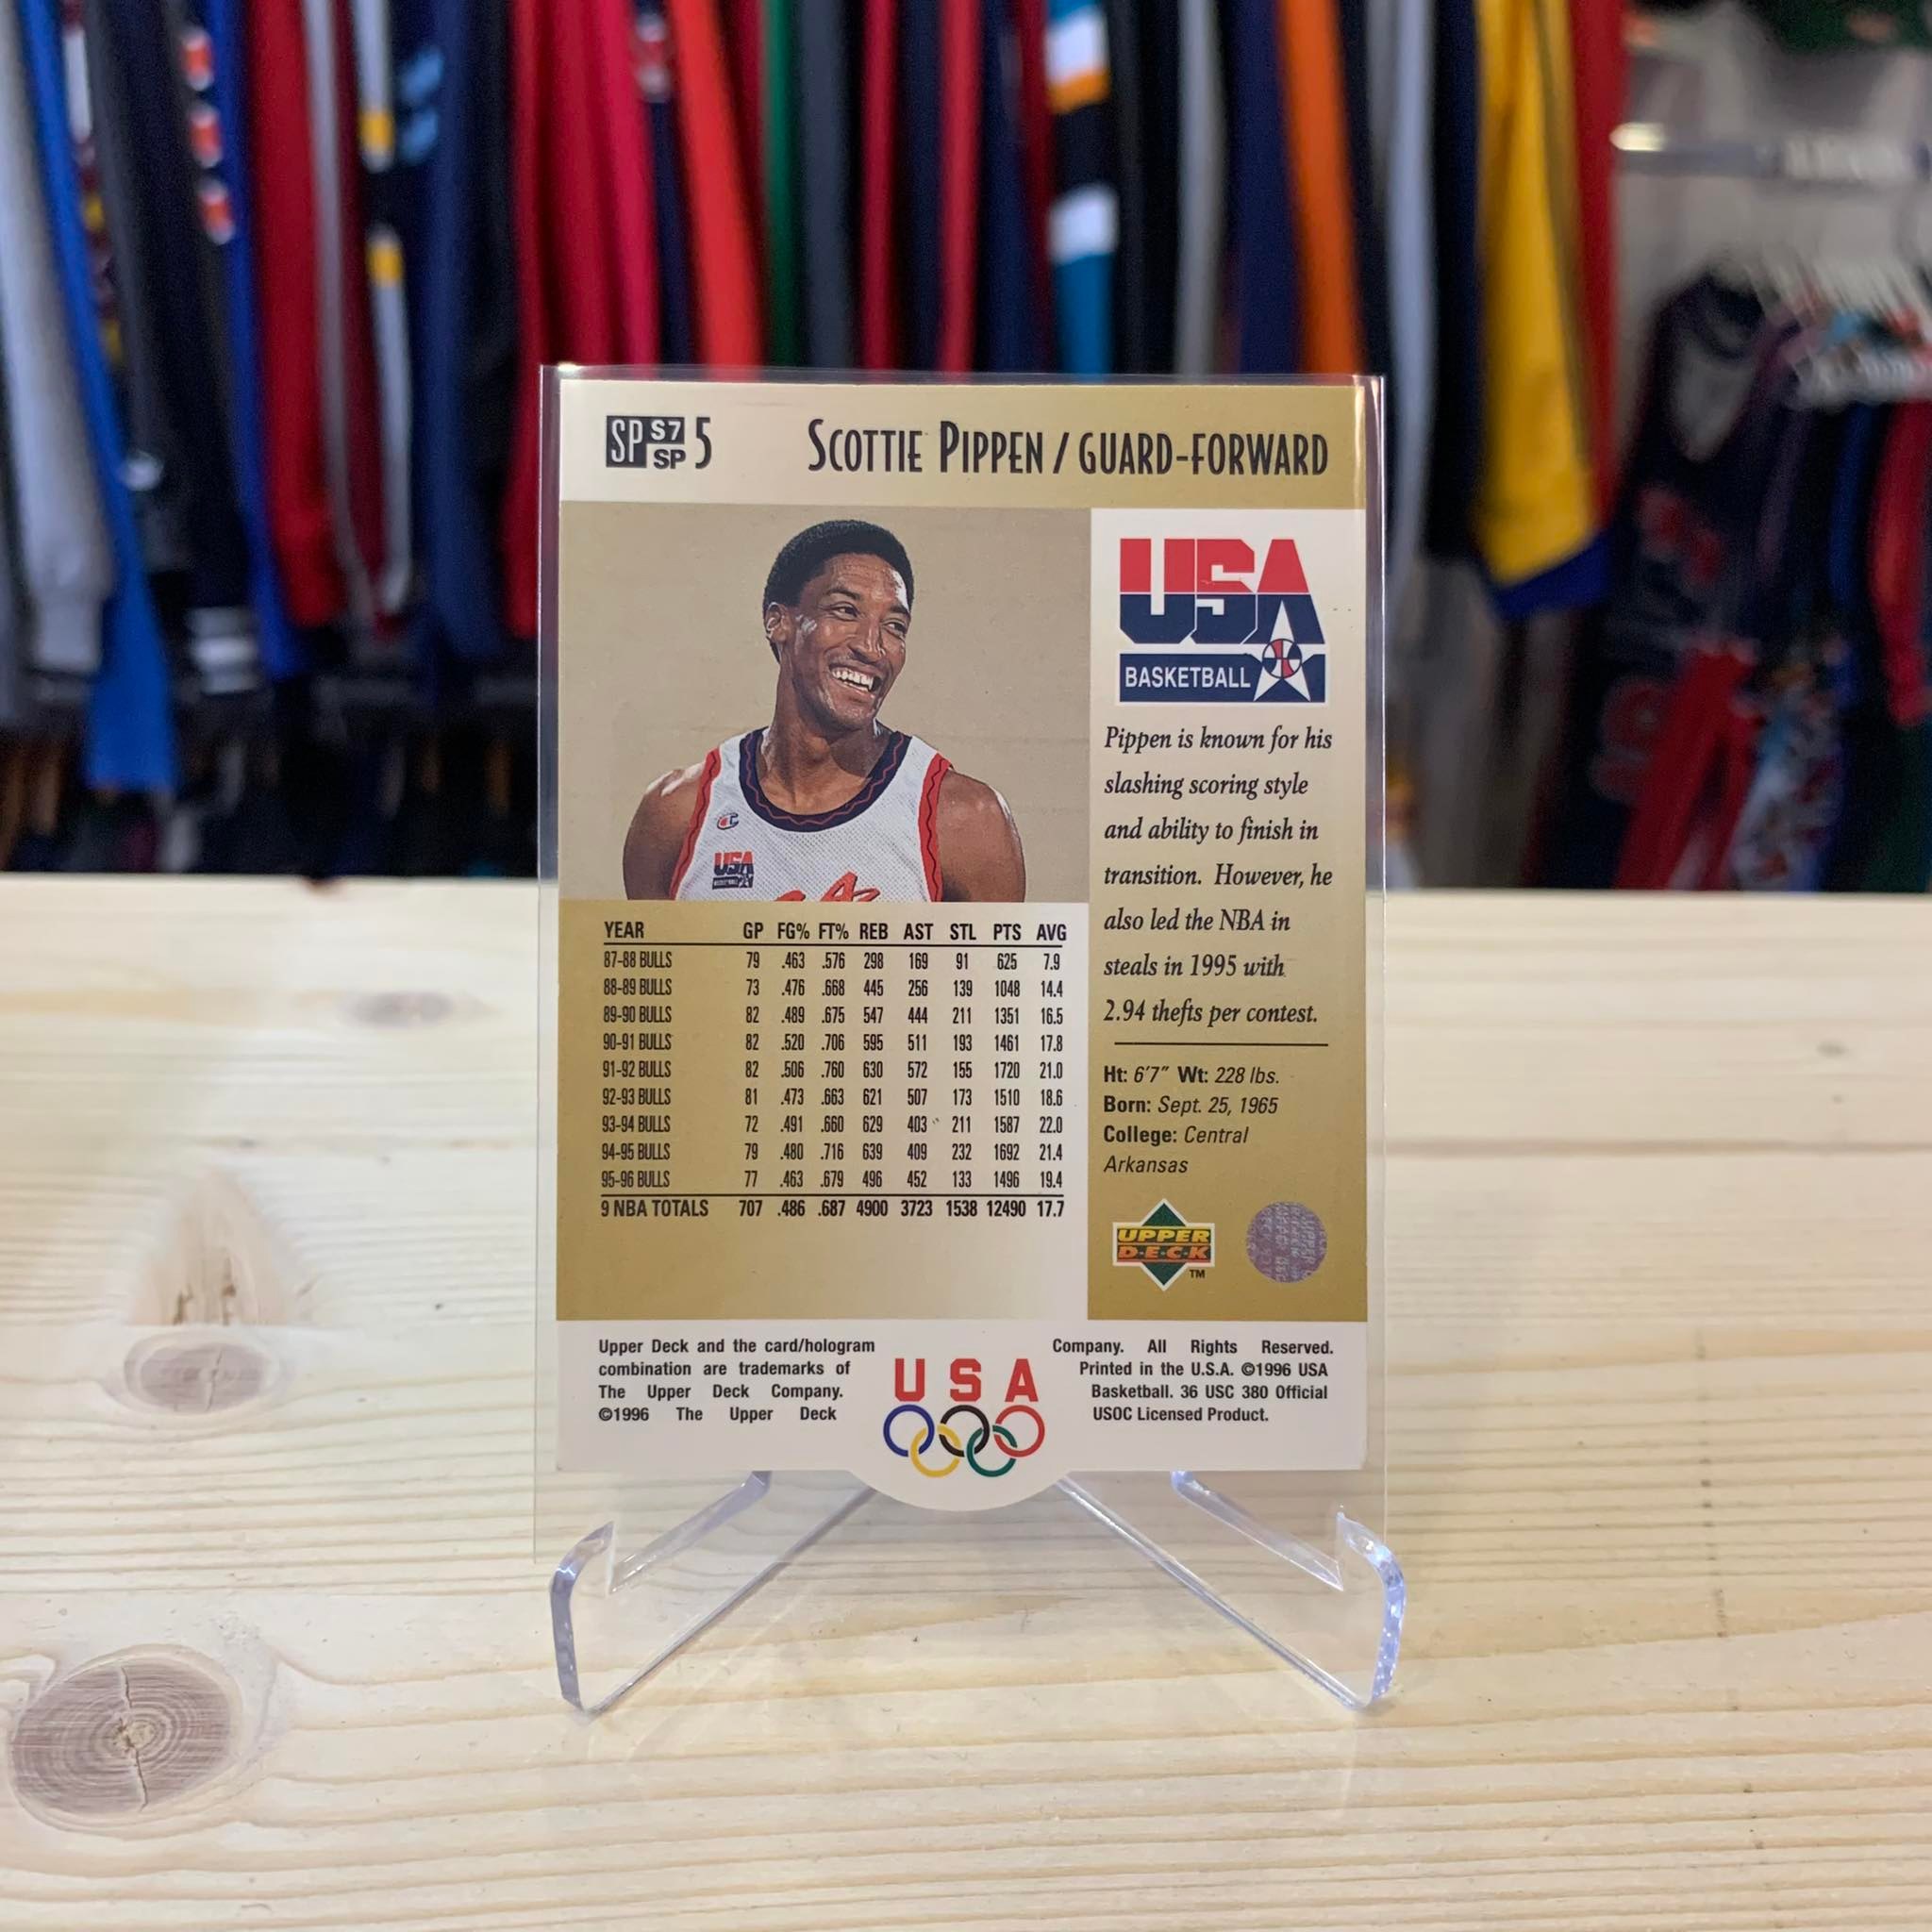 SP S7 SP 5
SCOTTIE PIPPEN / GUARD-FORWARD
USA
BASKETBALL
C
USA
Pippen is known for his
slashing scoring style
and ability to finish in
transition. However, he
also led the NBA in
steals in 1995 with
2.94 thefts per contest.
Ht: 6'7" Wt: 228 lbs.
Born: Sept. 25, 1965
College: Central
Arkansas
YEAR GP FG% FT% REB AST STL PTS AVG
87-88 BULLS 79 .463 .576 298 169 91 625 7.9
88-89 BULLS 73 .476 .668 445 256 139 1048 14.4
89-90 BULLS 82 .489 .675 547 444 211 1351 16.5
90-91 BULLS 82 .520 .706 595 511 193 1461 17.8
91-92 BULLS 82 .506 .760 630 572 155 1720 21.0
92-93 BULLS 81 .473 .663 621 507 173 1510 18.6
93-94 BULLS 72 .491 .660 629 403 211 1587 22.0
94-95 BULLS 79 .480 .716 639 409 232 1692 21.4
95-96 BULLS 77 .463 .679 496 452 133 1496 19.4
9 NBA TOTALS 707 .486 .687 4900 3723 1538 12490 17.7
UPPER
D·E·C·K
TM
Upper Deck and the card/hologram
combination are trademarks of
The Upper Deck Company.
©1996 The Upper Deck
Company. All Rights Reserved.
Printed in the U.S.A. ©1996 USA
Basketball. 36 USC 380 Official
USOC Licensed Product.
USA